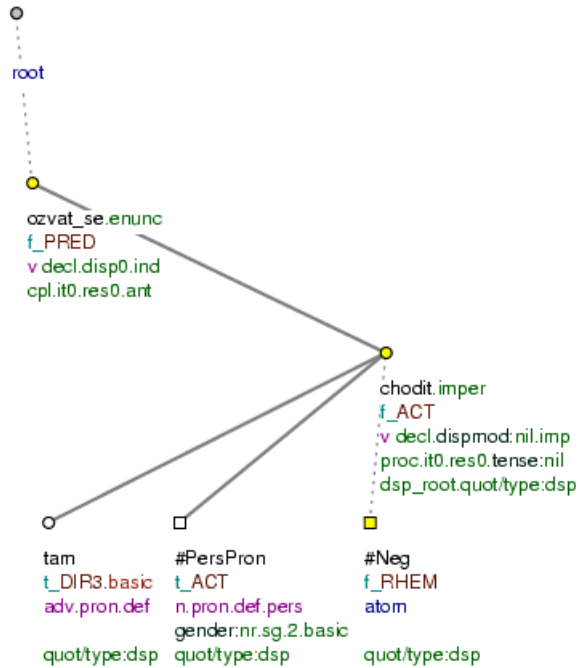 root
ozvat_se.enunc
f_PRED
v decl.disp0.ind
cpl.it0.res0.ant
chodit.imper
f_ACT
v decl.dispmod:nil.imp
proc.it0.res0.tense:nil
dsp_root.quot/type:dsp
tam #PersPron #Neg
t_DIR3.basic t_ACT f_RHEM
adv.pron.def n.pron.def.pers atom
gender:nr.sg.2.basic
quot/type:dsp quot/type:dsp quot/type:dsp